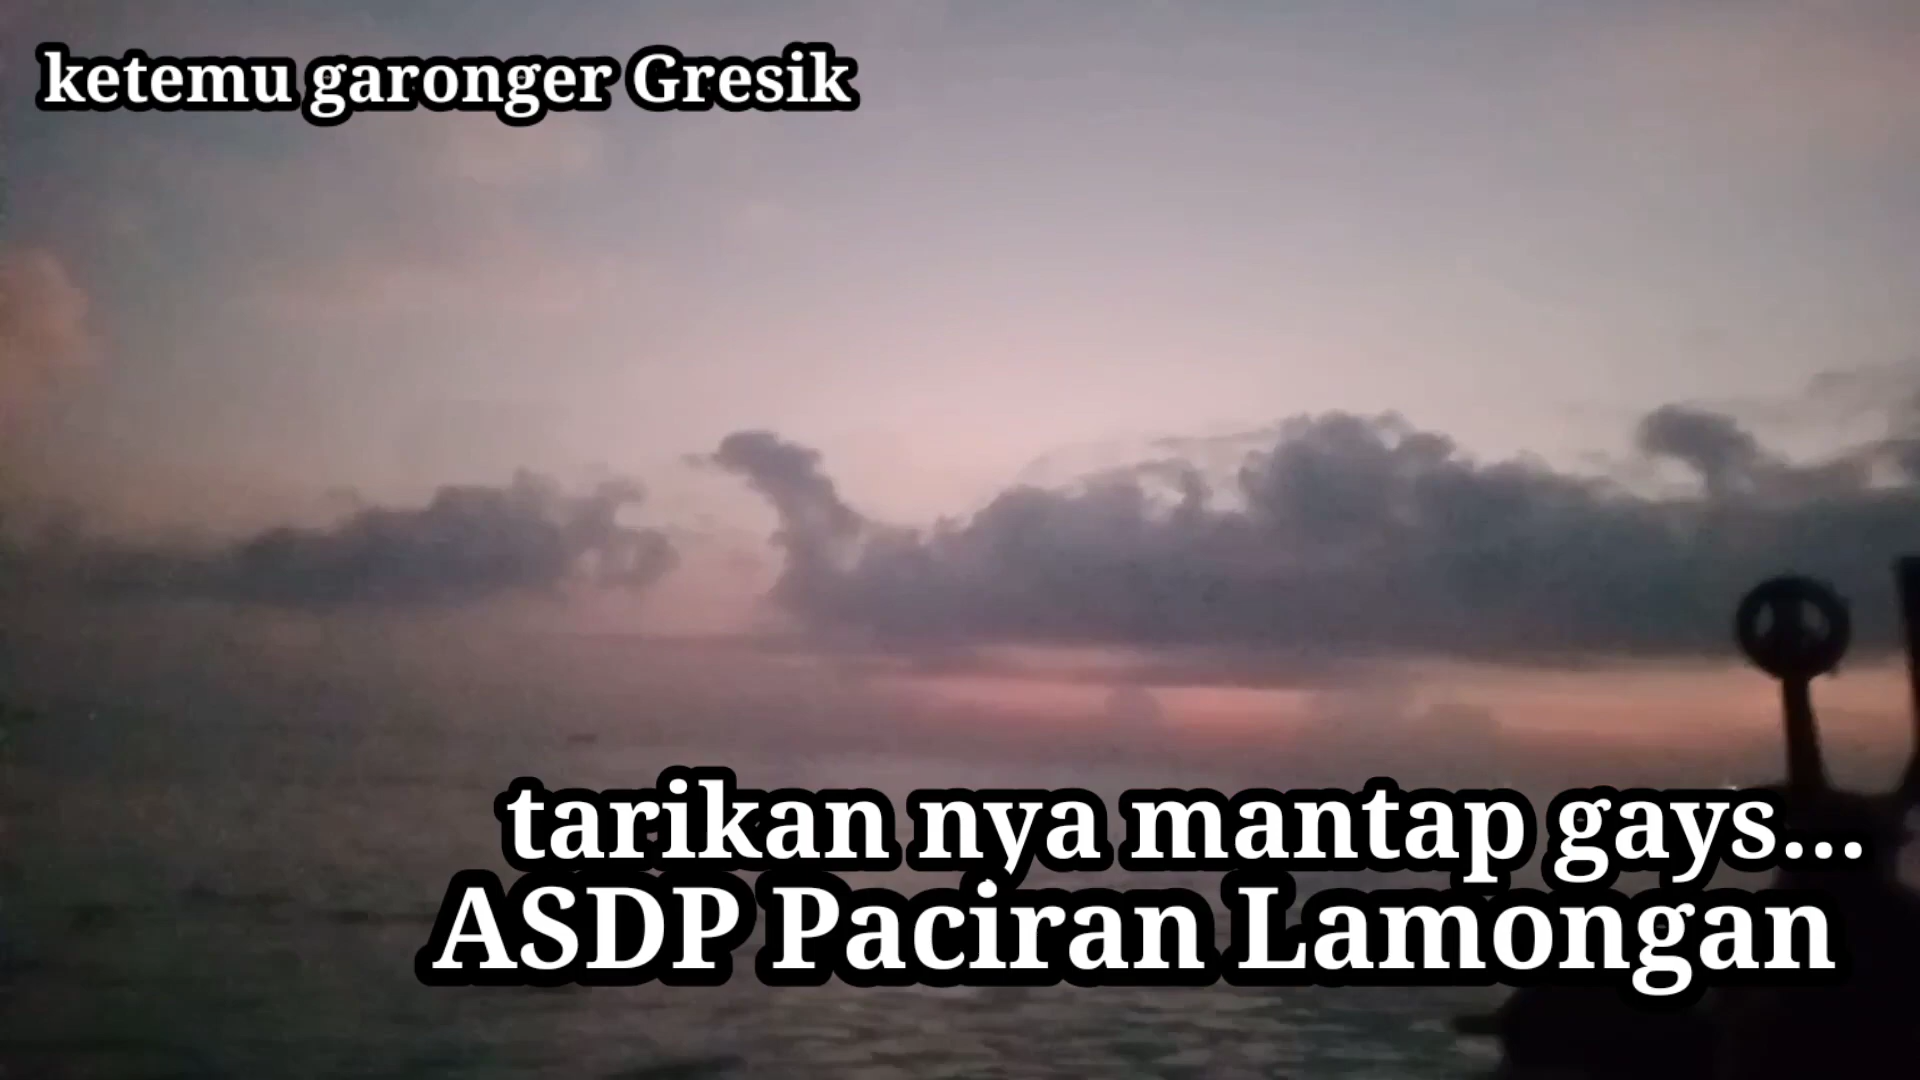 ketemu garonger Gresik
tarikan nya mantap gays...
ASDP Paciran Lamongan